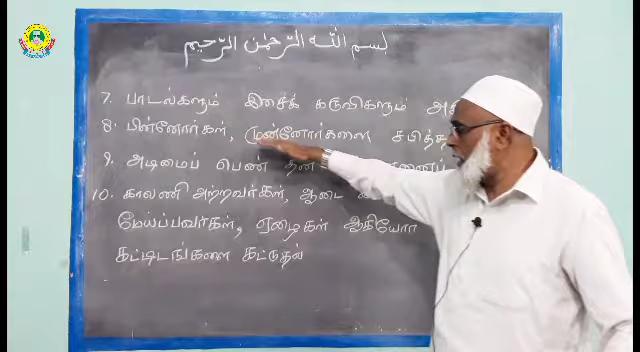 بسم الله الرحمن الرحيم
7. பாடல்களும் இசைக் கருவிகளும்
8. பின்னோர்கள், முன்னோர்களை
9. அடிமைப் பெண்
10. காலணி அற்றவர்கள், ஆடை
மேய்ப்பவர்கள், ஏழைகள் ஆகியோ
கட்டிடங்களை கட்டுதல்